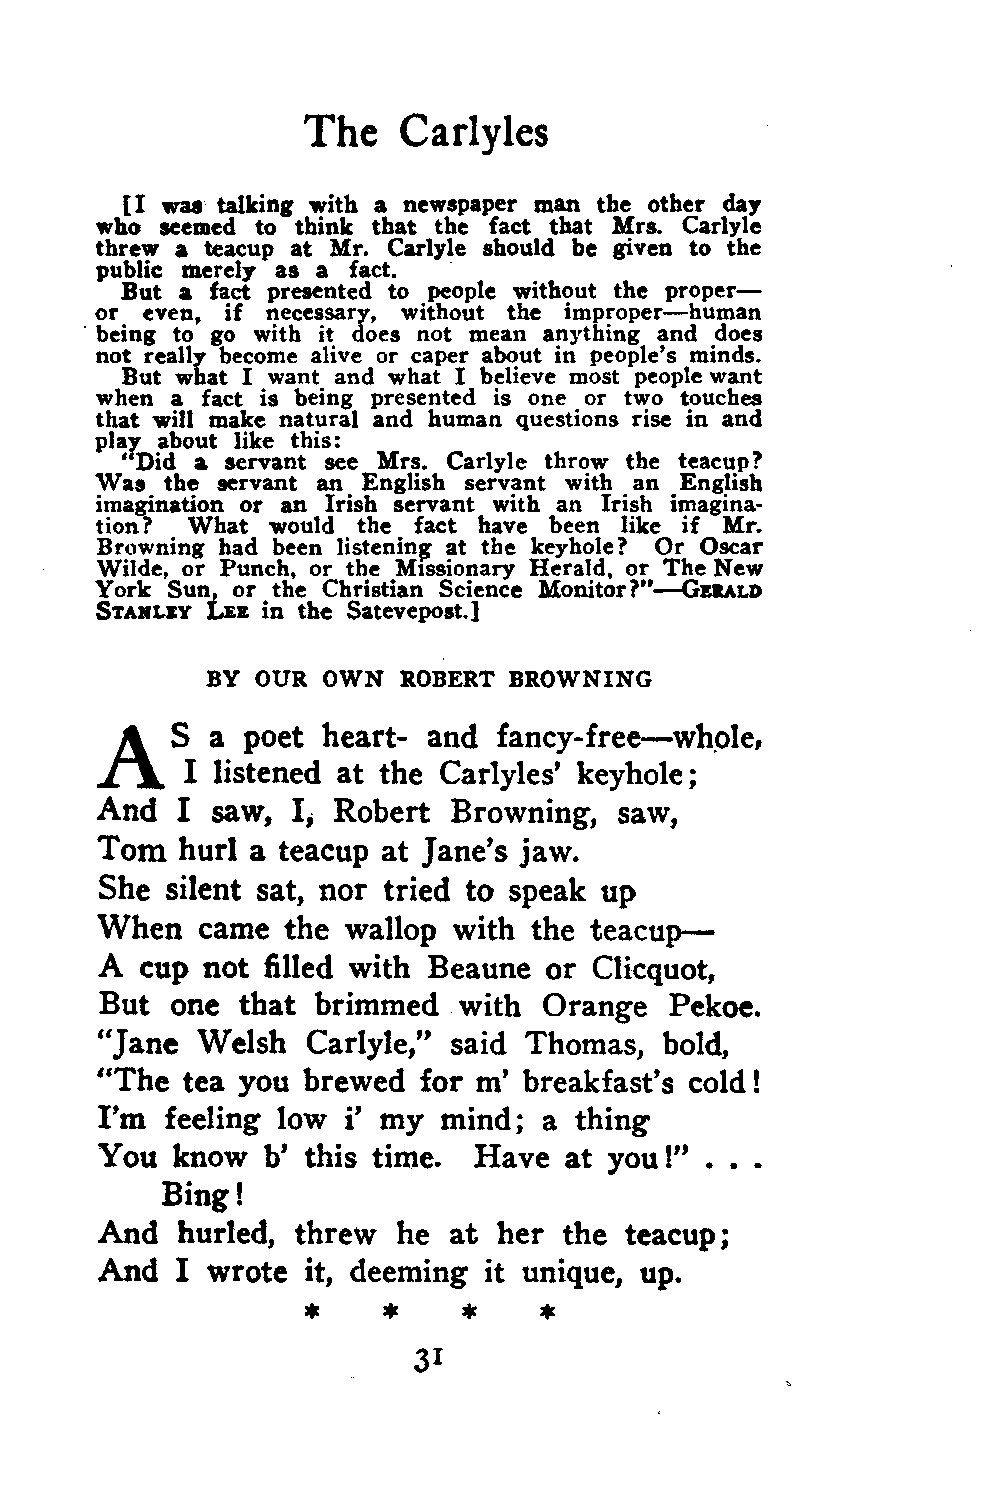 The Carlyles
[I was talking with a newspaper man the other day
who seemed to think that the fact that Mrs. Carlyle
threw a teacup at Mr. Carlyle should be given to the
public merely as a fact.
But a fact presented to people without the proper—
or even, if necessary, without the improper—human
being to go with it does not mean anything and does
not really become alive or caper about in people's minds.
But what I want and what I believe most people want
when a fact is being presented is one or two touches
that will make natural and human questions rise in and
play about like this:
"Did a servant see Mrs. Carlyle throw the teacup?
Was the servant an English servant with an English
imagination or an Irish servant with an Irish imagina-
tion? What would the fact have been like if Mr.
Browning had been listening at the keyhole? Or Oscar
Wilde, or Punch, or the Missionary Herald, or The New
York Sun, or the Christian Science Monitor?"—GERALD
STANLEY LEE in the Satevepost.]
BY OUR OWN ROBERT BROWNING
AS a poet heart- and fancy-free—whole,
I listened at the Carlyles' keyhole;
And I saw, I, Robert Browning, saw,
Tom hurl a teacup at Jane's jaw.
She silent sat, nor tried to speak up
When came the wallop with the teacup—
A cup not filled with Beaune or Clicquot,
But one that brimmed with Orange Pekoe.
"Jane Welsh Carlyle," said Thomas, bold,
"The tea you brewed for m' breakfast's cold!
I'm feeling low i' my mind; a thing
You know b' this time. Have at you!" . . .
Bing!
And hurled, threw he at her the teacup;
And I wrote it, deeming it unique, up.
* * * *
31